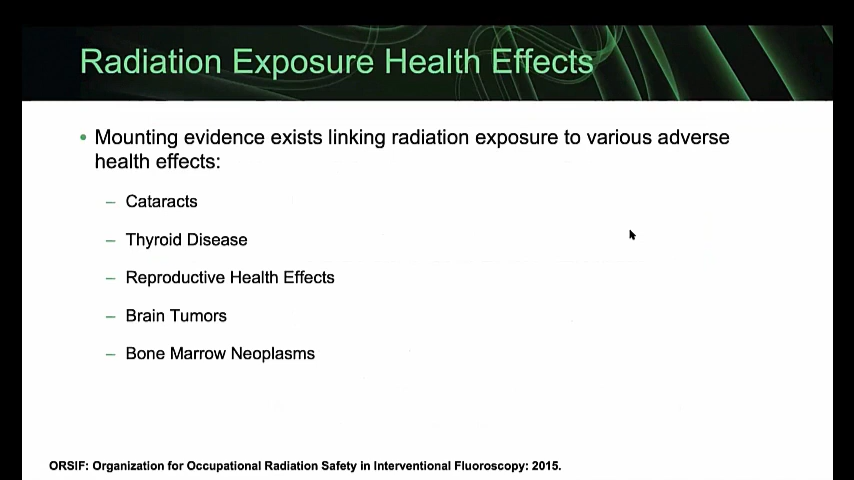 Radiation Exposure Health Effects
• Mounting evidence exists linking radiation exposure to various adverse
health effects:
– Cataracts
– Thyroid Disease
– Reproductive Health Effects
– Brain Tumors
– Bone Marrow Neoplasms
ORSIF: Organization for Occupational Radiation Safety in Interventional Fluoroscopy: 2015.